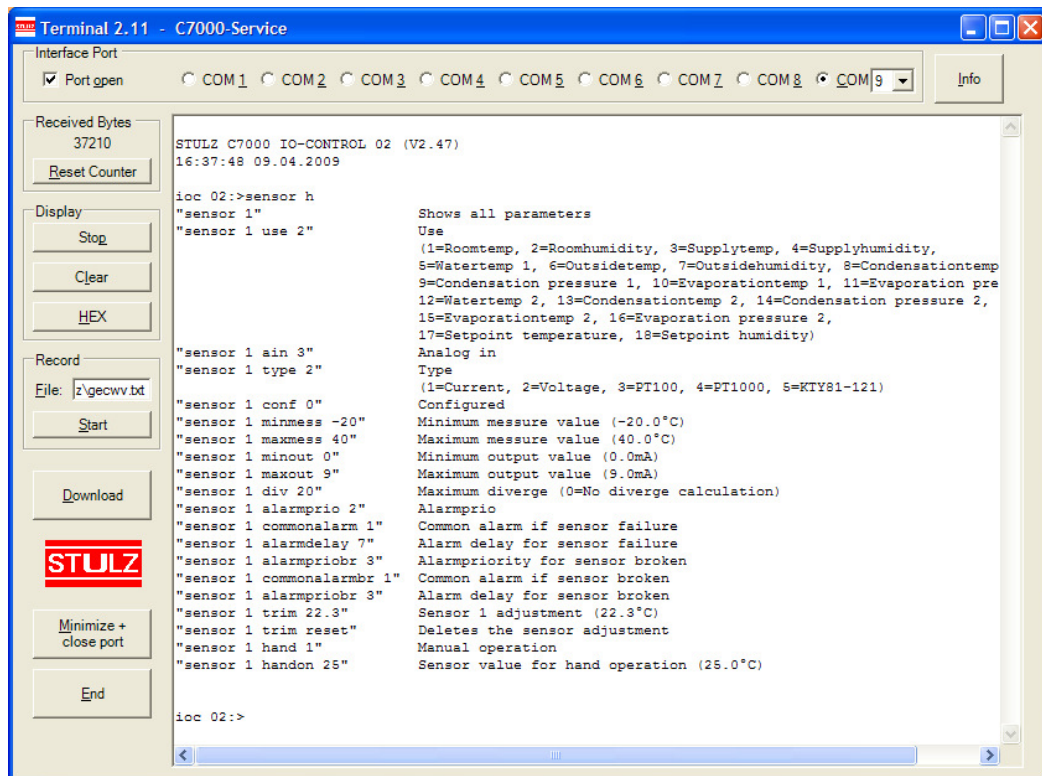 Terminal 2.11 - C7000-Service
Interface Port
Port open COM 1 COM 2 COM 3 COM 4 COM 5 COM 6 COM 7 COM 8 COM 9 Info
Received Bytes
37210
Reset Counter
Display
Stop
Clear
HEX
Record
File: z\gecwv.txt
Start
Download
STULZ
Minimize +
close port
End
STULZ C7000 IO-CONTROL 02 (V2.47)
16:37:48 09.04.2009
ioc 02:>sensor h
"sensor 1" Shows all parameters
"sensor 1 use 2" Use
(1=Roomtemp, 2=Roomhumidity, 3=Supplytemp, 4=Supplyhumidity,
5=Watertemp 1, 6=Outsidetemp, 7=Outsidehumidity, 8=Condensationtemp
9=Condensation pressure 1, 10=Evaporationtemp 1, 11=Evaporation pre
12=Watertemp 2, 13=Condensationtemp 2, 14=Condensation pressure 2,
15=Evaporationtemp 2, 16=Evaporation pressure 2,
17=Setpoint temperature, 18=Setpoint humidity)
"sensor 1 ain 3" Analog in
"sensor 1 type 2" Type
(1=Current, 2=Voltage, 3=PT100, 4=PT1000, 5=KTY81-121)
"sensor 1 conf 0" Configured
"sensor 1 minmess -20" Minimum messure value (-20.0°C)
"sensor 1 maxmess 40" Maximum messure value (40.0°C)
"sensor 1 minout 0" Minimum output value (0.0mA)
"sensor 1 maxout 9" Maximum output value (9.0mA)
"sensor 1 div 20" Maximum diverge (0=No diverge calculation)
"sensor 1 alarmprio 2" Alarmprio
"sensor 1 commonalarm 1" Common alarm if sensor failure
"sensor 1 alarmdelay 7" Alarm delay for sensor failure
"sensor 1 alarmpriobr 3" Alarmpriority for sensor broken
"sensor 1 commonalarmbr 1" Common alarm if sensor broken
"sensor 1 alarmpriobr 3" Alarm delay for sensor broken
"sensor 1 trim 22.3" Sensor 1 adjustment (22.3°C)
"sensor 1 trim reset" Deletes the sensor adjustment
"sensor 1 hand 1" Manual operation
"sensor 1 handon 25" Sensor value for hand operation (25.0°C)
ioc 02:>